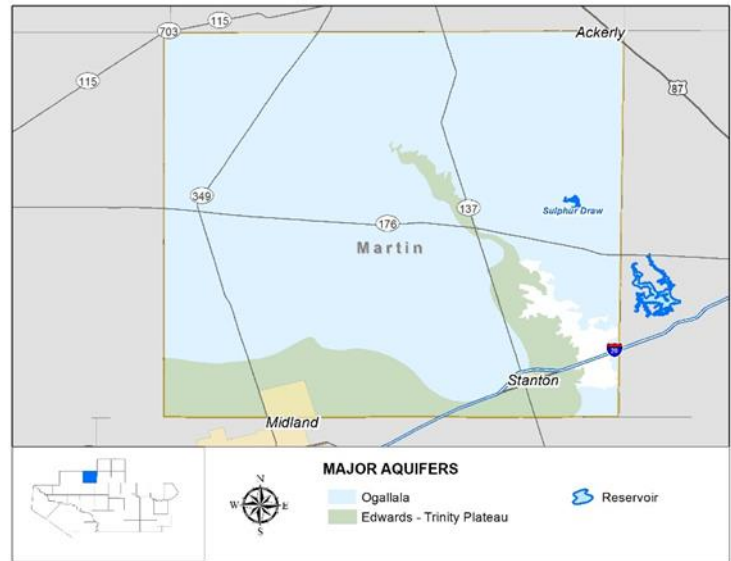 115
703
Ackerly
115
87
349
Sulphur Draw
137
176
Martin
20
Stanton
Midland
MAJOR AQUIFERS
N
W E
S
Ogallala
Reservoir
Edwards - Trinity Plateau